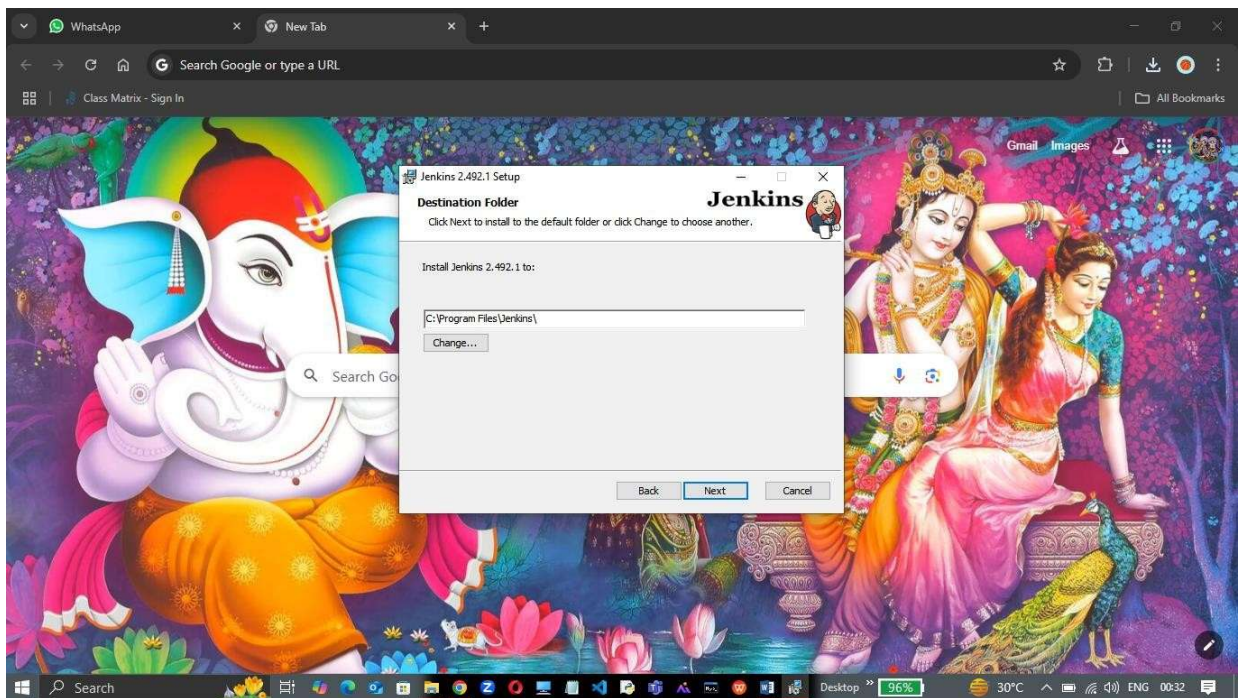 WhatsApp
New Tab
Search Google or type a URL
Class Matrix - Sign In
All Bookmarks
Gmail Images
Jenkins 2.492.1 Setup
Destination Folder
Jenkins
Click Next to install to the default folder or click Change to choose another.
Install Jenkins 2.492.1 to:
C:\Program Files\Jenkins\
Change...
Search Go
Back Next Cancel
Search
Desktop
96%
30°C
ENG
00:32